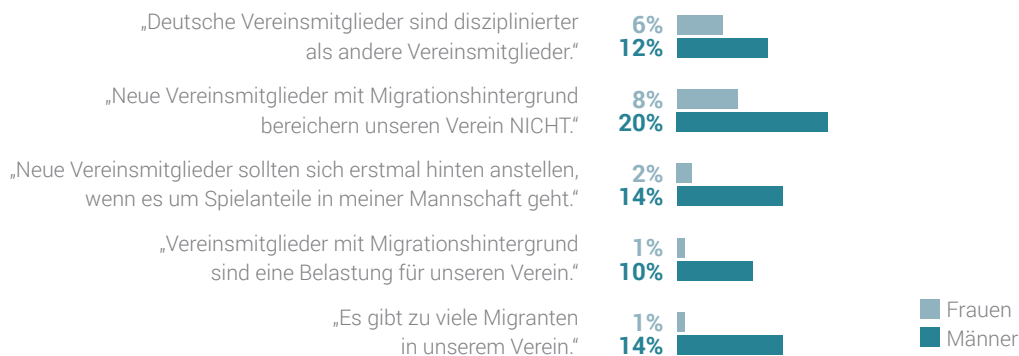 „Deutsche Vereinsmitglieder sind disziplinierter
als andere Vereinsmitglieder.“
6%
12%
„Neue Vereinsmitglieder mit Migrationshintergrund
bereichern unseren Verein NICHT.“
8%
20%
„Neue Vereinsmitglieder sollten sich erstmal hinten anstellen,
wenn es um Spielanteile in meiner Mannschaft geht.“
2%
14%
„Vereinsmitglieder mit Migrationshintergrund
sind eine Belastung für unseren Verein.“
1%
10%
„Es gibt zu viele Migranten
in unserem Verein.“
1%
14%
Frauen
Männer